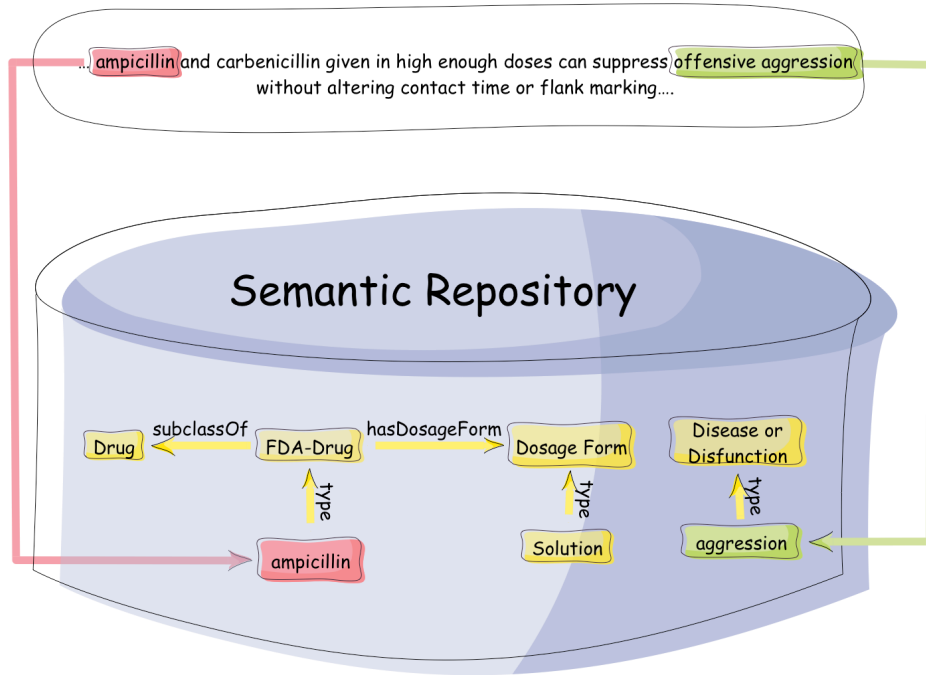 ... ampicillin and carbenicillin given in high enough doses can suppress offensive aggression
without altering contact time or flank marking....
Semantic Repository
subclassOf
hasDosageForm
Drug
FDA-Drug
Dosage Form
Disease or
Disfunction
type
type
type
ampicillin
Solution
aggression